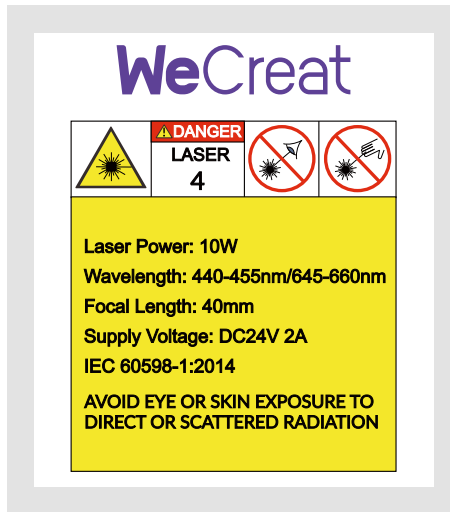 WeCreat
DANGER
LASER
4
Laser Power: 10W
Wavelength: 440-455nm/645-660nm
Focal Length: 40mm
Supply Voltage: DC24V 2A
IEC 60598-1:2014
AVOID EYE OR SKIN EXPOSURE TO
DIRECT OR SCATTERED RADIATION